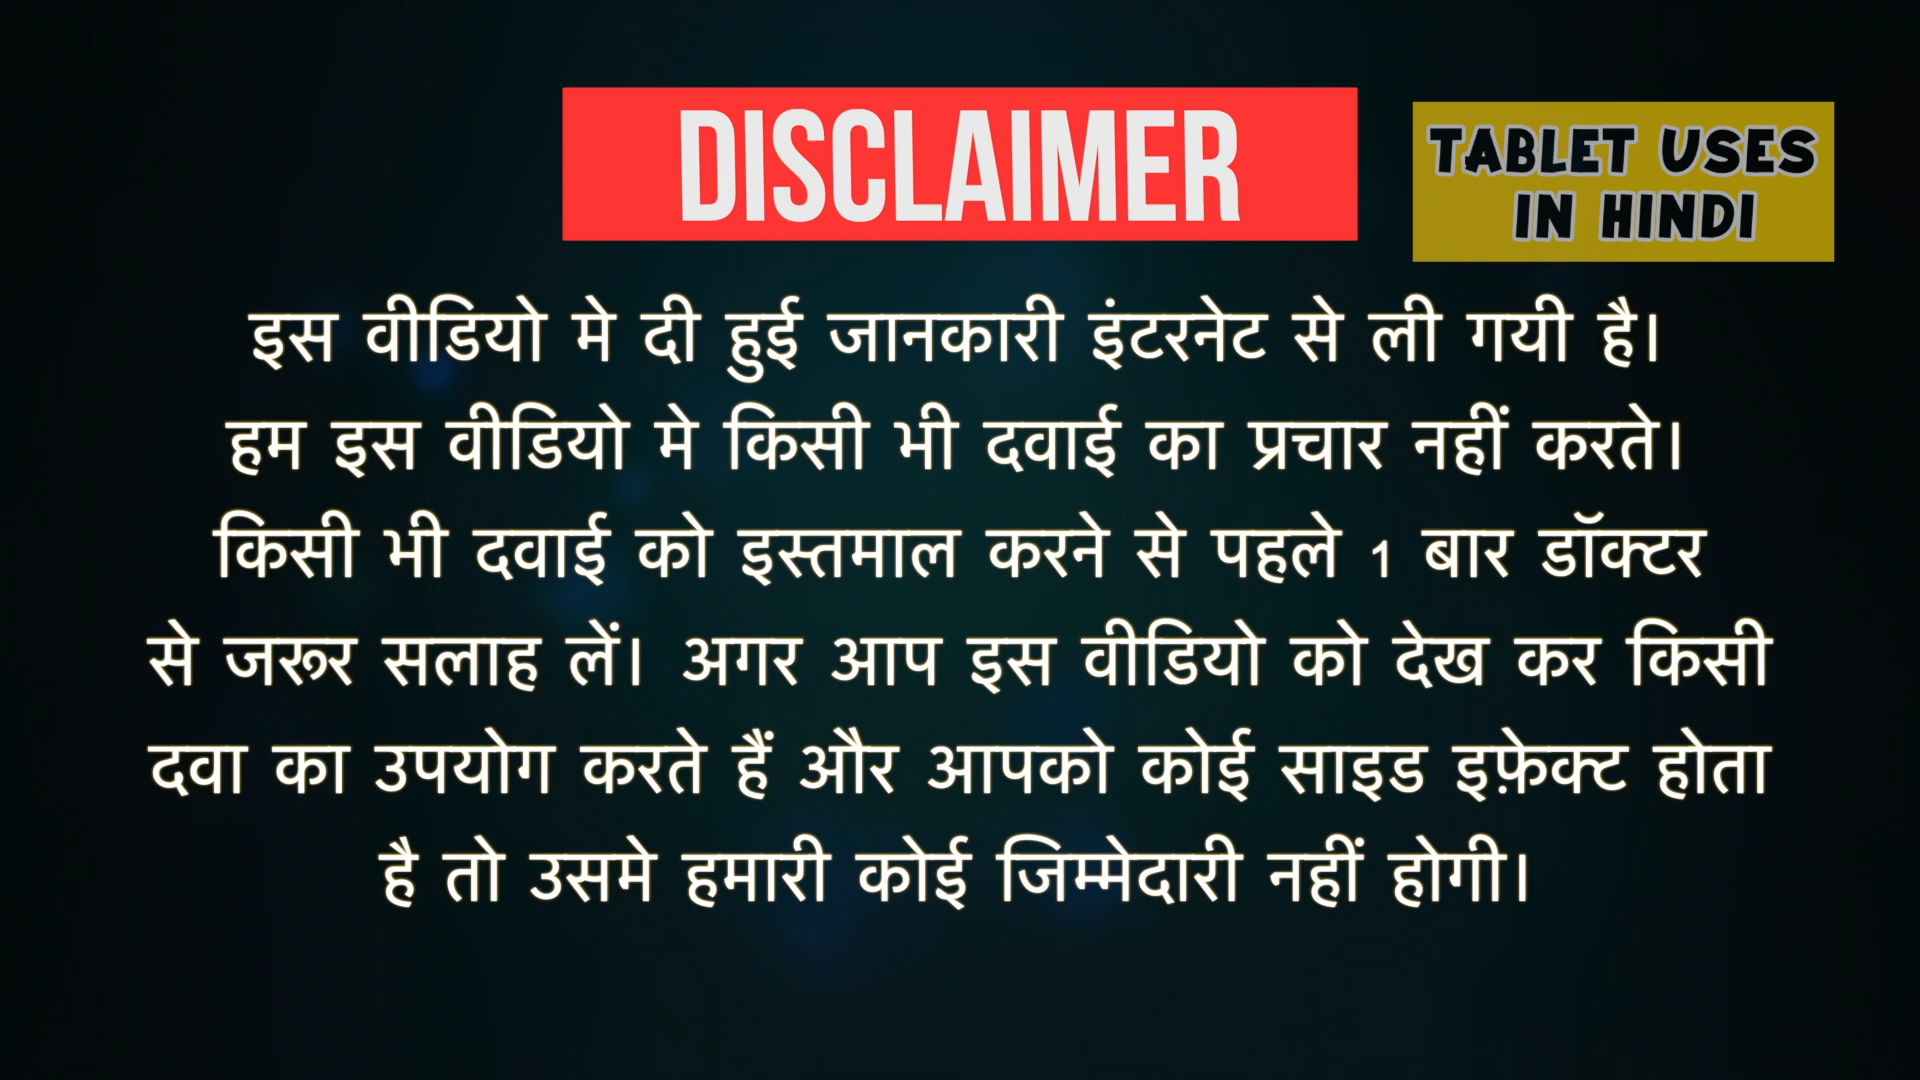 DISCLAIMER
TABLET USES
IN HINDI
इस वीडियो मे दी हुई जानकारी इंटरनेट से ली गयी है।
हम इस वीडियो मे किसी भी दवाई का प्रचार नहीं करते।
किसी भी दवाई को इस्तमाल करने से पहले 1 बार डॉक्टर
से जरूर सलाह लें। अगर आप इस वीडियो को देख कर किसी
दवा का उपयोग करते हैं और आपको कोई साइड इफ़ेक्ट होता
है तो उसमे हमारी कोई जिम्मेदारी नहीं होगी।